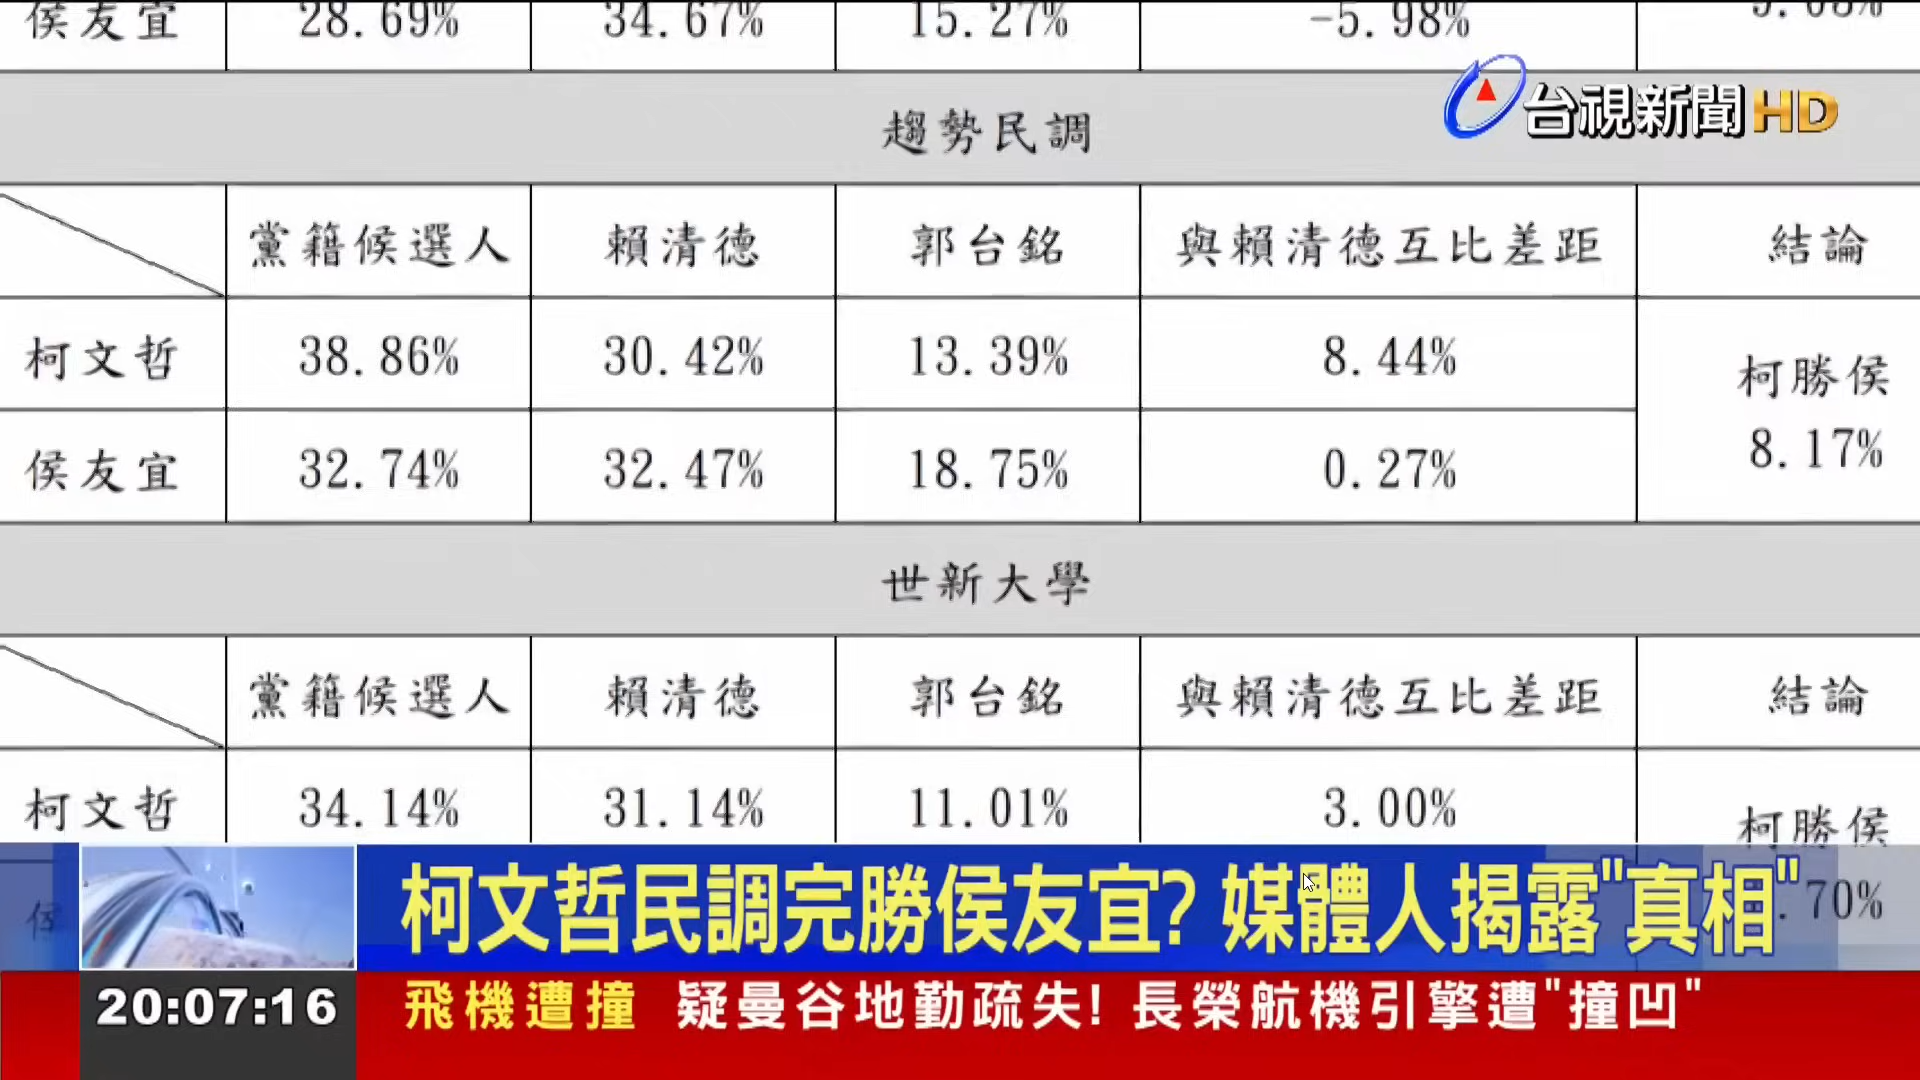 侯友宜 28.69% 34.67% 15.27% -5.98% 9.08%
台視新聞HD
趨勢民調
黨籍候選人 賴清德 郭台銘 與賴清德互比差距 結論
柯文哲 38.86% 30.42% 13.39% 8.44%
柯勝侯
8.17%
侯友宜 32.74% 32.47% 18.75% 0.27%
世新大學
黨籍候選人 賴清德 郭台銘 與賴清德互比差距 結論
柯文哲 34.14% 31.14% 11.01% 3.00%
柯勝侯
.70%
侯
柯文哲民調完勝侯友宜? 媒體人揭露"真相"
20:07:16
飛機遭撞 疑曼谷地勤疏失! 長榮航機引擎遭"撞凹"